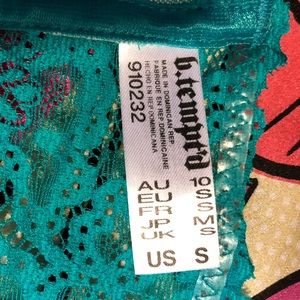 b.tempt'd
MADE IN DOMINICAN REP.
FABRIQUE EN REP. DOMINICAINE
HECHO EN REP. DOMINICANA
910232
AU 10
EU S
FR S
JP M
UK S
US S